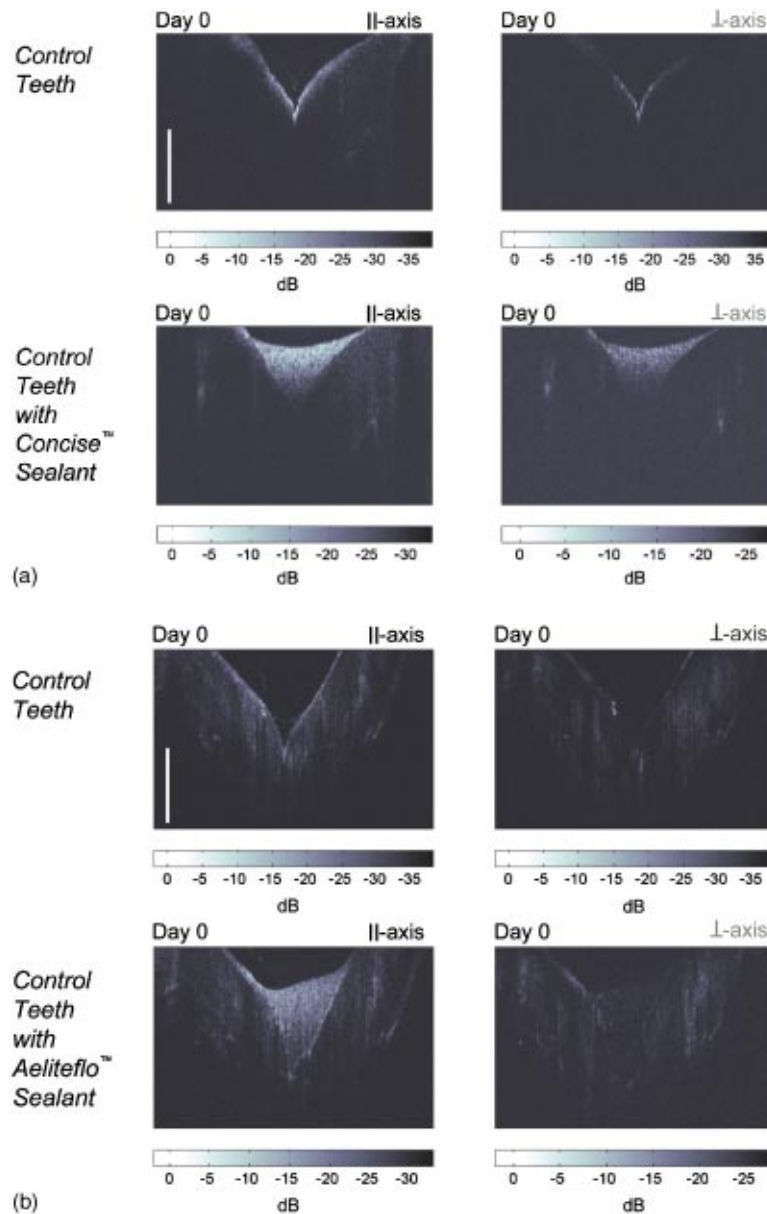 Day 0 ||-axis Day 0 ⊥-axis
Control
Teeth
0 -5 -10 -15 -20 -25 -30 -35 0 -5 -10 -15 -20 -25 -30 35
dB dB
Day 0 ||-axis Day 0 ⊥-axis
Control
Teeth
with
Concise™
Sealant
0 -5 -10 -15 -20 -25 -30 0 -5 -10 -15 -20 -25
dB dB
(a)
Day 0 ||-axis Day 0 ⊥-axis
Control
Teeth
0 -5 -10 -15 -20 -25 -30 -35 0 -5 -10 -15 -20 -25 -30 -35
dB dB
Day 0 ||-axis Day 0 ⊥-axis
Control
Teeth
with
Aeliteflo™
Sealant
0 -5 -10 -15 -20 -25 -30 0 -5 -10 -15 -20 -25
dB dB
(b)